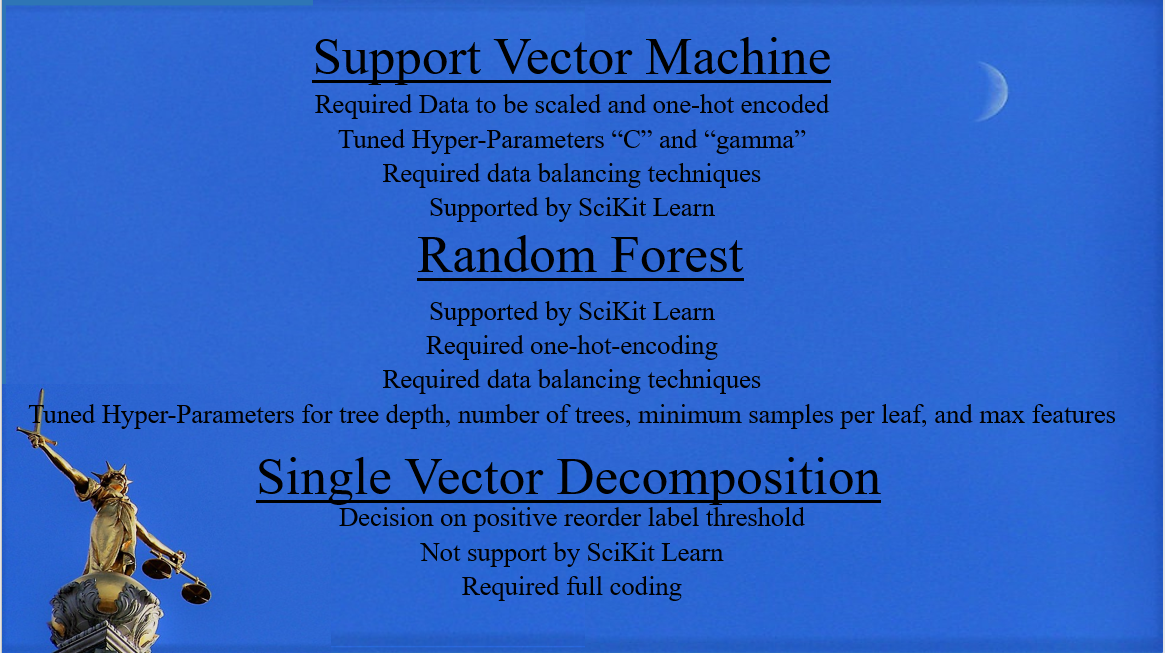 Support Vector Machine
Required Data to be scaled and one-hot encoded
Tuned Hyper-Parameters “C” and “gamma”
Required data balancing techniques
Supported by SciKit Learn
Random Forest
Supported by SciKit Learn
Required one-hot-encoding
Required data balancing techniques
Tuned Hyper-Parameters for tree depth, number of trees, minimum samples per leaf, and max features
Single Vector Decomposition
Decision on positive reorder label threshold
Not support by SciKit Learn
Required full coding